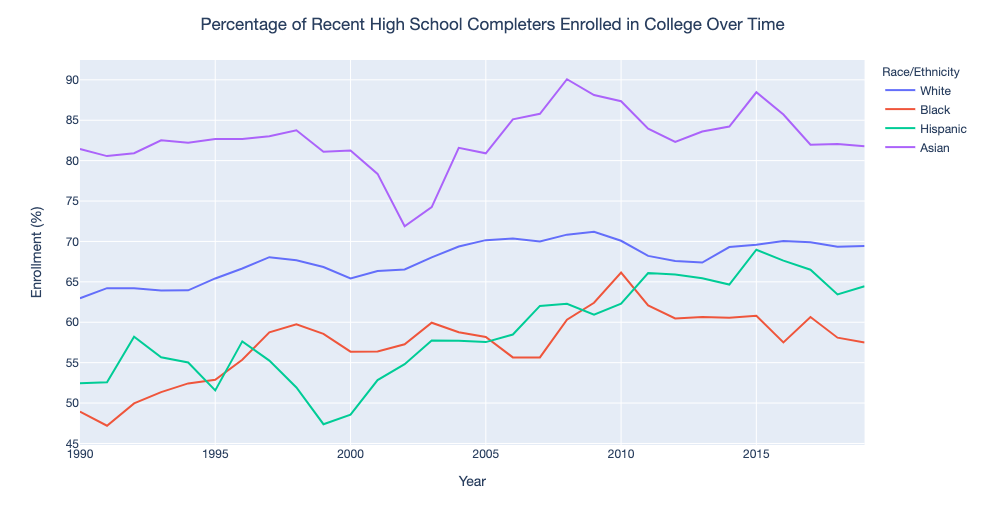 Percentage of Recent High School Completers Enrolled in College Over Time
Race/Ethnicity
White
Black
Hispanic
Asian
Enrollment (%)
90
85
80
75
70
65
60
55
50
45
1990
1995
2000
2005
2010
2015
Year